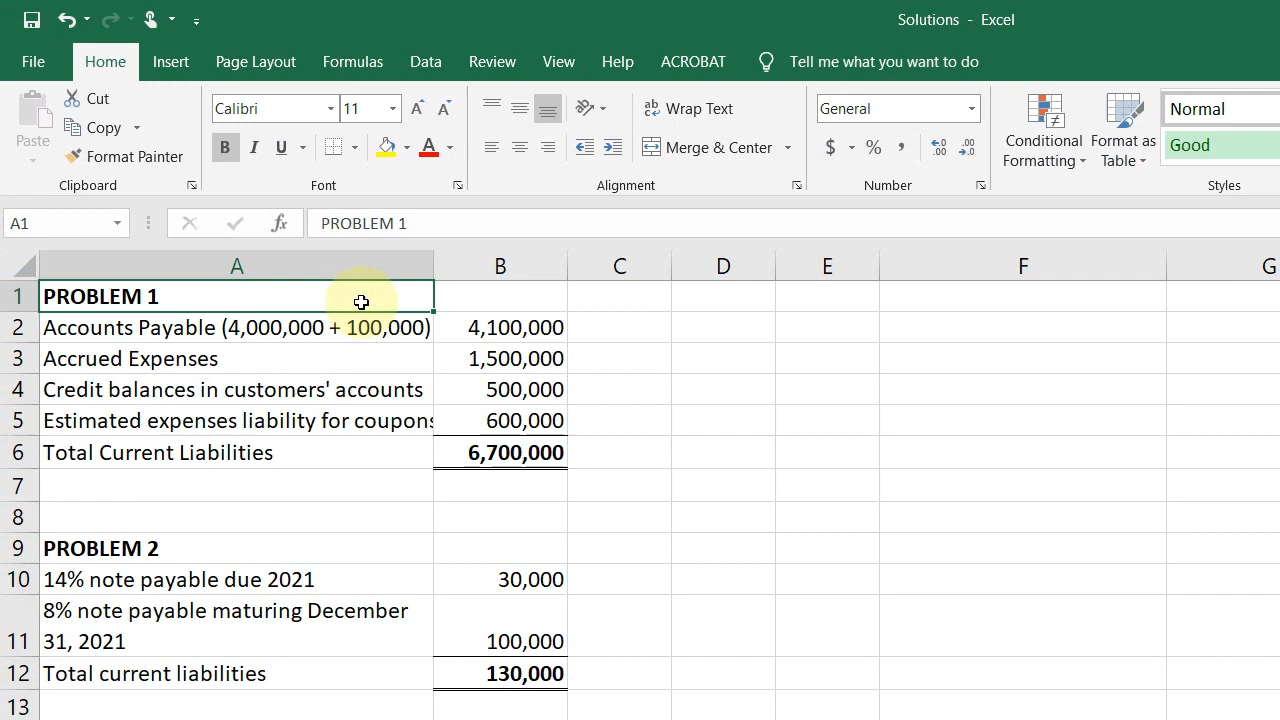 Solutions - Excel
File Home Insert Page Layout Formulas Data Review View Help ACROBAT Tell me what you want to do
Paste Cut Copy Format Painter
Clipboard
Calibri 11 A A
B I U A
Font
Wrap Text
Merge & Center
Alignment
General
$ % ,
Number
Conditional Formatting
Format as Table
Normal
Good
Styles
A1 fx PROBLEM 1
A B C D E F G
1 PROBLEM 1
2 Accounts Payable (4,000,000 + 100,000) 4,100,000
3 Accrued Expenses 1,500,000
4 Credit balances in customers' accounts 500,000
5 Estimated expenses liability for coupons 600,000
6 Total Current Liabilities 6,700,000
7
8
9 PROBLEM 2
10 14% note payable due 2021 30,000
8% note payable maturing December
11 31, 2021 100,000
12 Total current liabilities 130,000
13